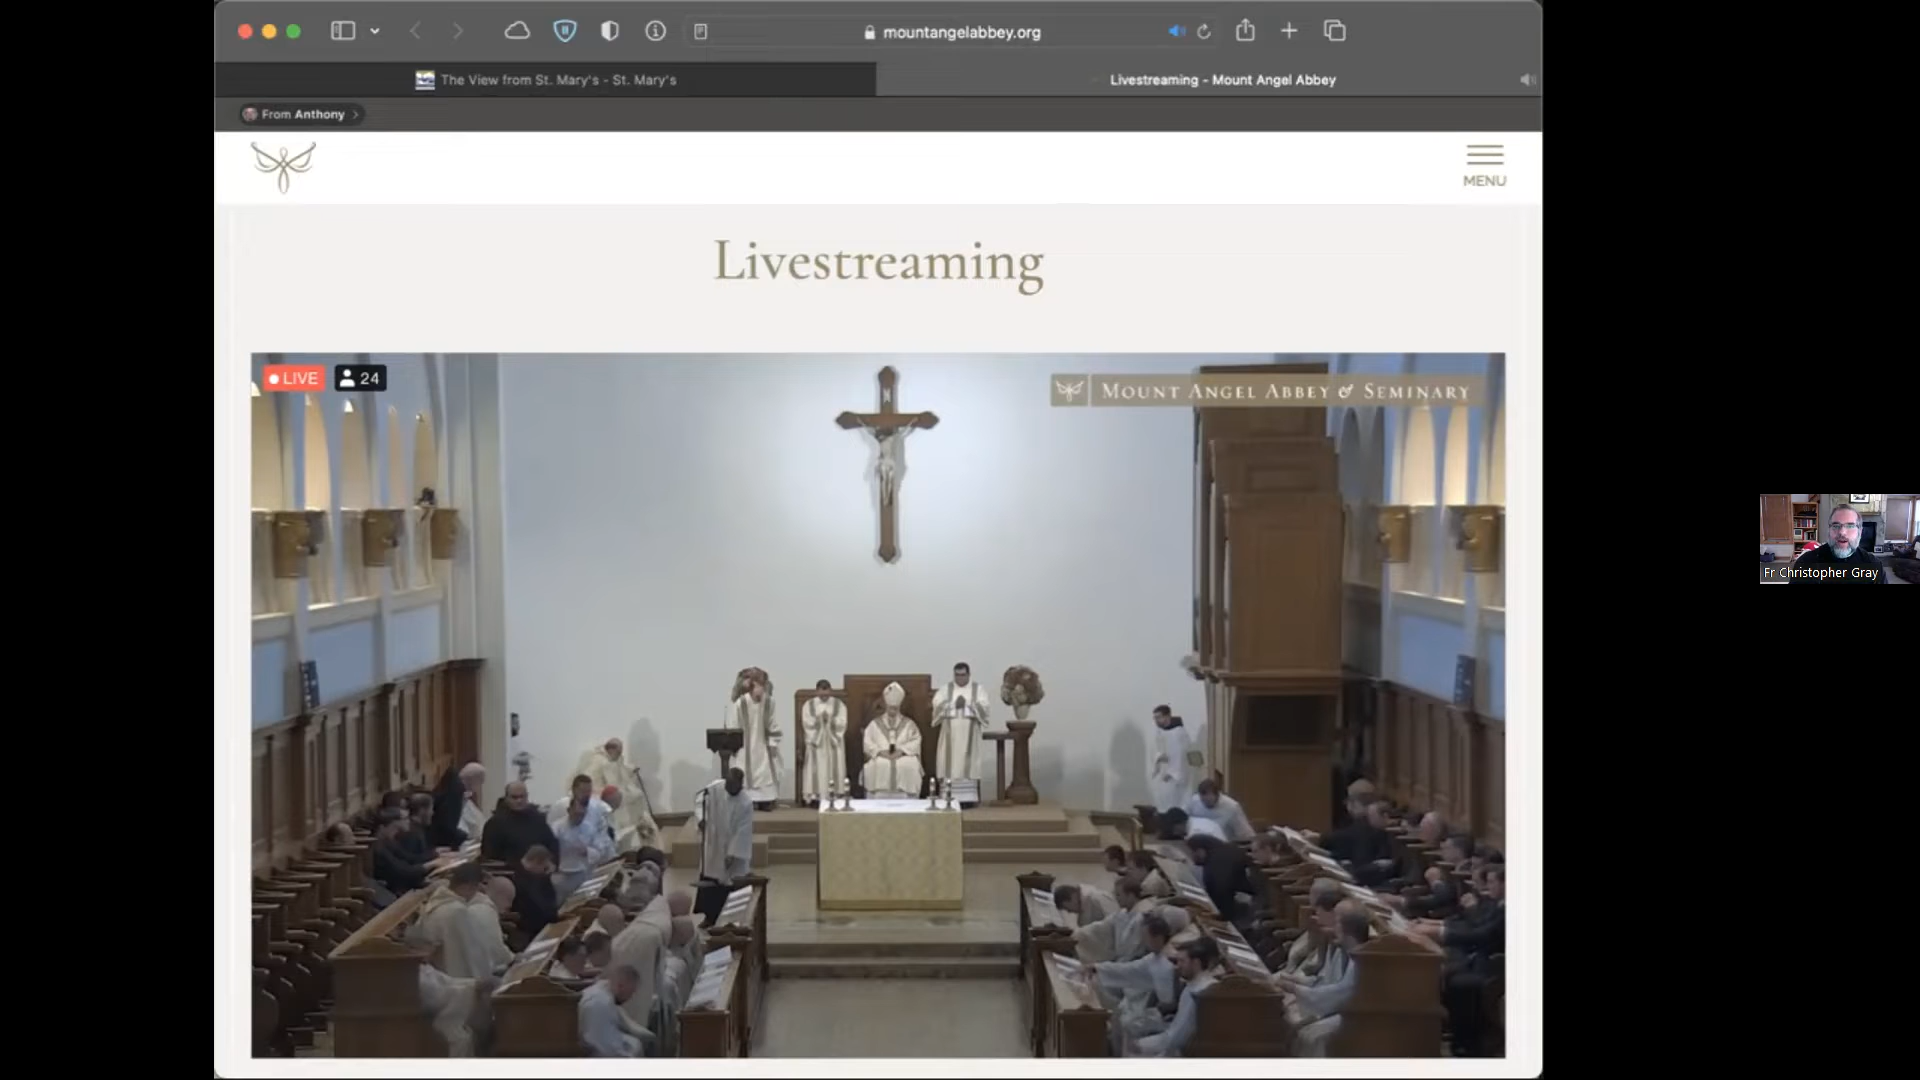 mountangelabbey.org
The View from St. Mary's - St. Mary's
Livestreaming - Mount Angel Abbey
From Anthony >
MENU
Livestreaming
LIVE 24
MOUNT ANGEL ABBEY & SEMINARY
Fr Christopher Gray